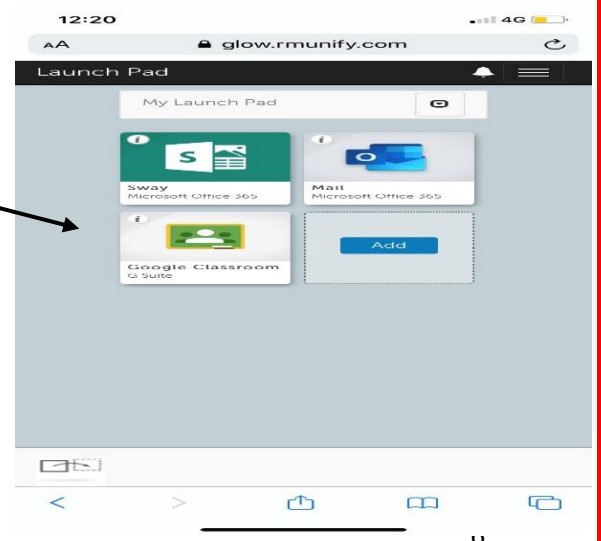 12:20 4G
AA glow.rmunify.com
Launch Pad
My Launch Pad
i i
S
O
Sway Mail
Microsoft Office 365 Microsoft Office 365
i
Add
Google Classroom
G Suite